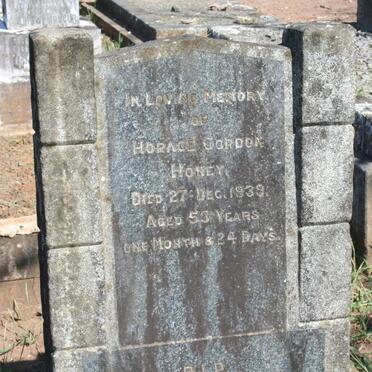 IN LOVING MEMORY
OF
HORACE GORDON
HONEY.
DIED 27TH DEC. 1939.
AGED 53 YEARS
ONE MONTH & 24 DAYS.
R.I.P.